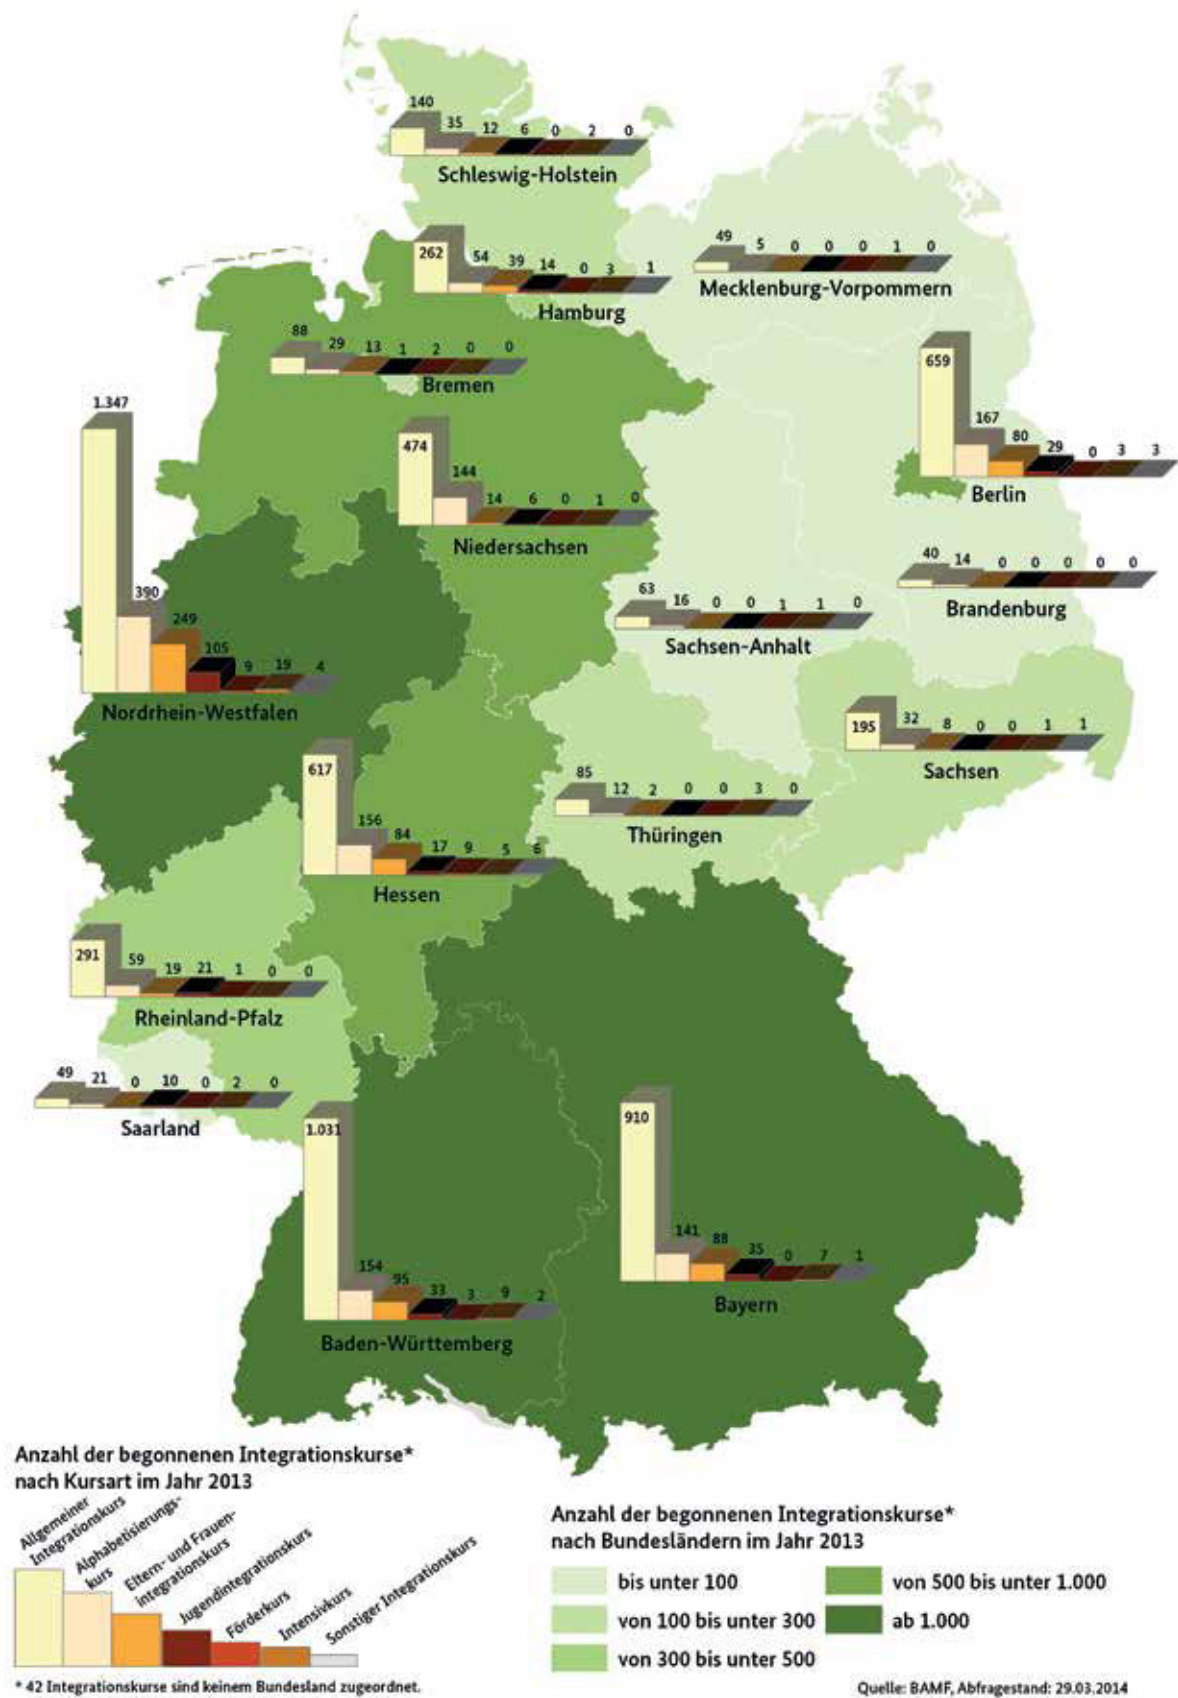 140 35 12 6 0 2 0
Schleswig-Holstein
262 54 39 14 0 3 1
Hamburg
49 5 0 0 0 1 0
Mecklenburg-Vorpommern
88 29 13 1 2 0 0
Bremen
659 167 80 29 0 3 3
Berlin
1.347 390 249 105 9 19 4
Nordrhein-Westfalen
474 144 14 6 0 1 0
Niedersachsen
40 14 0 0 0 0 0
Brandenburg
63 16 0 0 1 1 0
Sachsen-Anhalt
195 32 8 0 0 1 1
Sachsen
617 156 84 17 9 5 6
Hessen
85 12 2 0 0 3 0
Thüringen
291 59 19 21 1 0 0
Rheinland-Pfalz
49 21 0 10 0 2 0
Saarland
1.031 154 95 33 3 9 2
Baden-Württemberg
910 141 88 35 0 7 1
Bayern
Anzahl der begonnenen Integrationskurse*
nach Kursart im Jahr 2013
Allgemeiner
Integrationskurs
Alphabetisierungs-
kurs
Eltern- und Frauen-
integrationskurs
Jugendintegrationskurs
Förderkurs
Intensivkurs
Sonstiger Integrationskurs
* 42 Integrationskurse sind keinem Bundesland zugeordnet.
Anzahl der begonnenen Integrationskurse*
nach Bundesländern im Jahr 2013
bis unter 100
von 100 bis unter 300
von 300 bis unter 500
von 500 bis unter 1.000
ab 1.000
Quelle: BAMF, Abfragestand: 29.03.2014